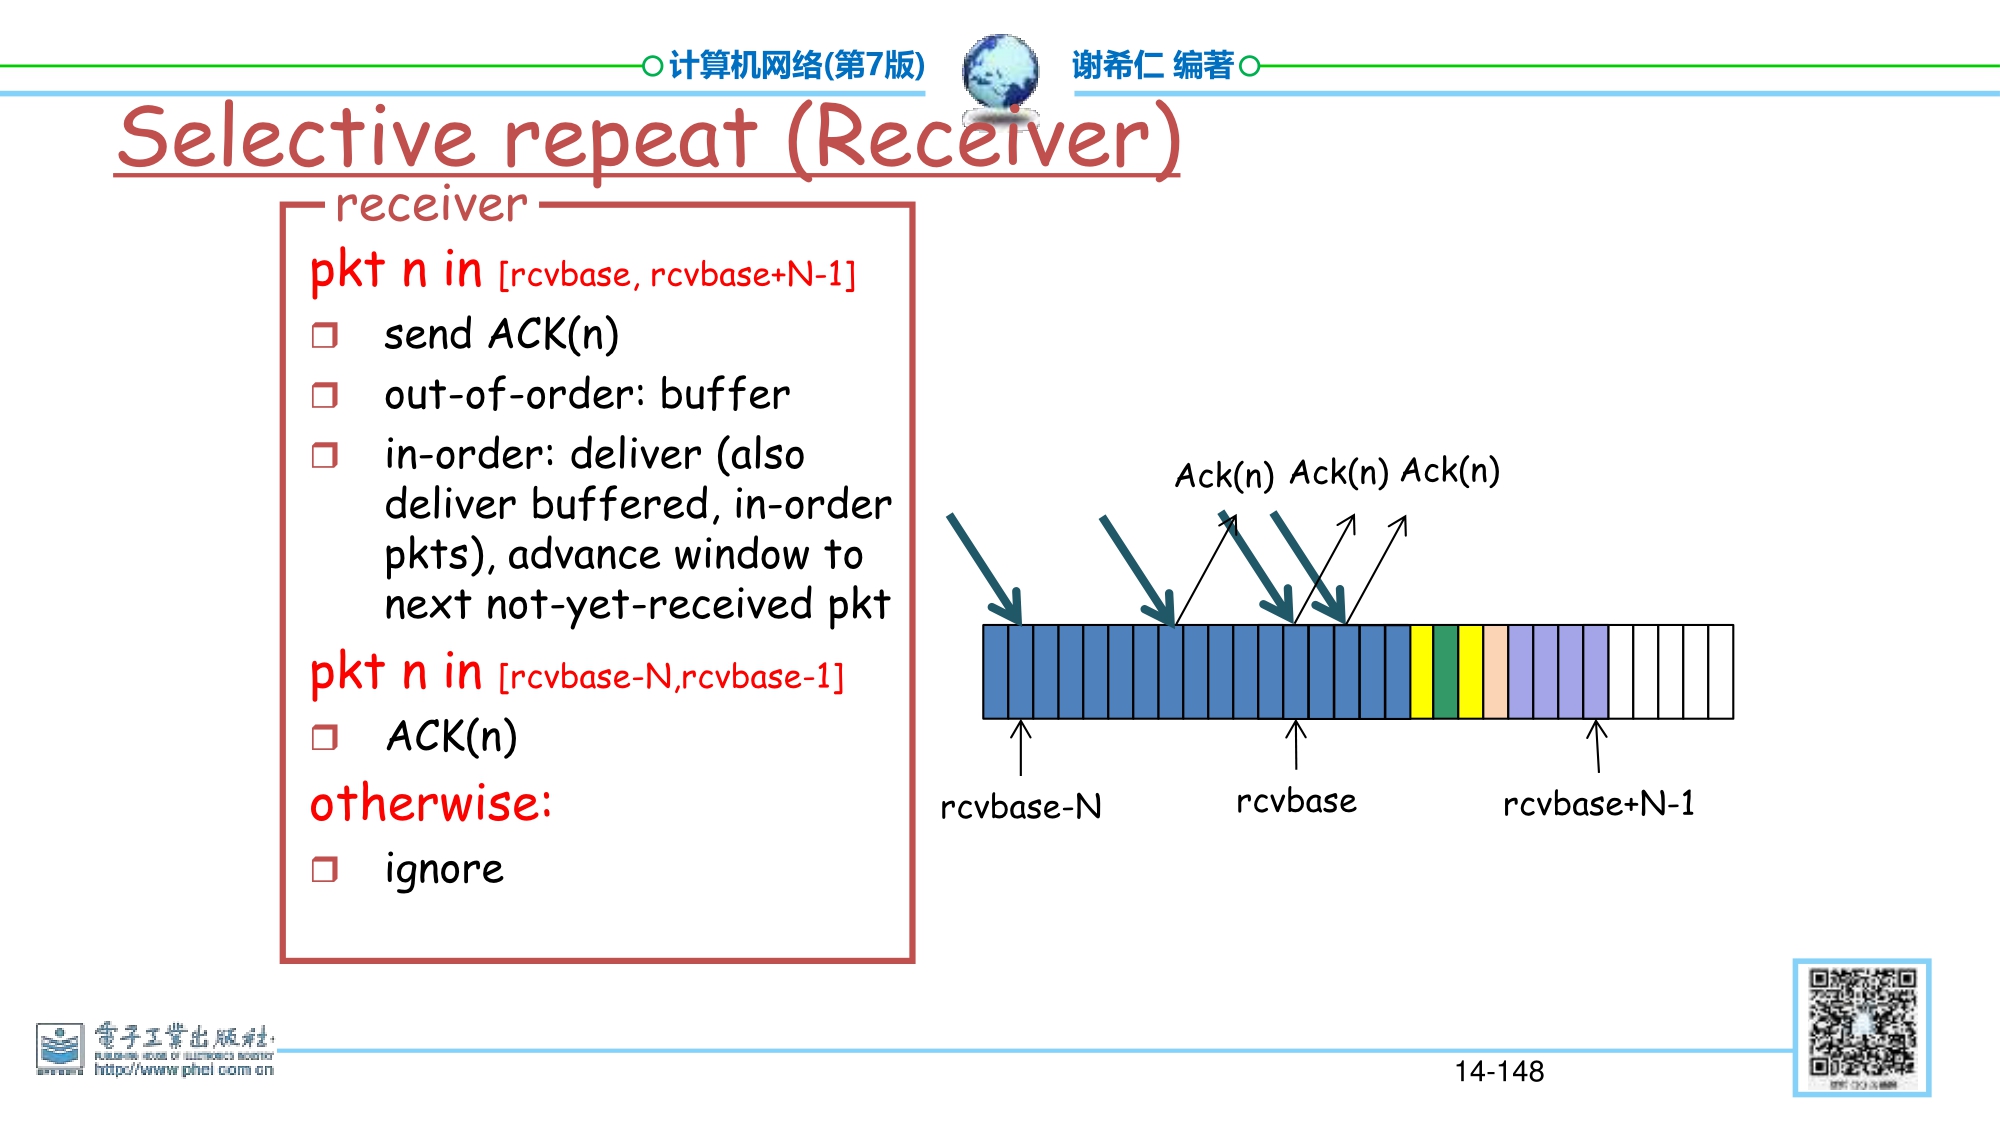 计算机网络(第7版) 谢希仁 编著
Selective repeat (Receiver)
receiver
pkt n in [rcvbase, rcvbase+N-1]
send ACK(n)
out-of-order: buffer
in-order: deliver (also
deliver buffered, in-order
pkts), advance window to
next not-yet-received pkt
pkt n in [rcvbase-N,rcvbase-1]
ACK(n)
otherwise:
ignore
Ack(n) Ack(n) Ack(n)
rcvbase-N rcvbase rcvbase+N-1
電子工業出版社
PUBLISHING HOUSE OF ELECTRONICS INDUSTRY
http://www.phei.com.cn
14-148